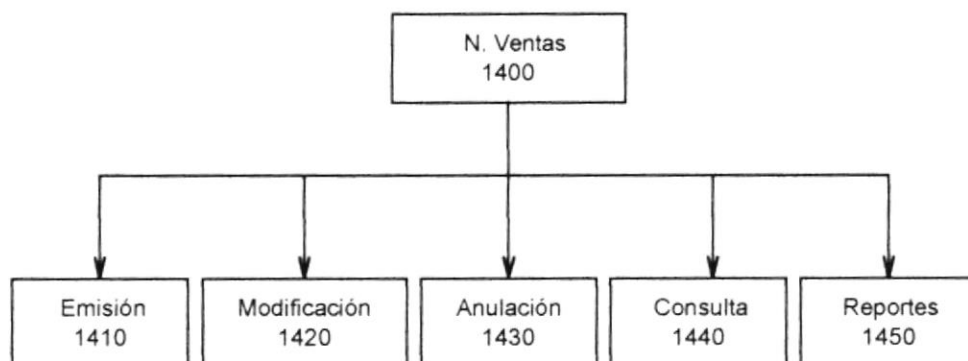 N. Ventas
1400
Emisión
1410
Modificación
1420
Anulación
1430
Consulta
1440
Reportes
1450